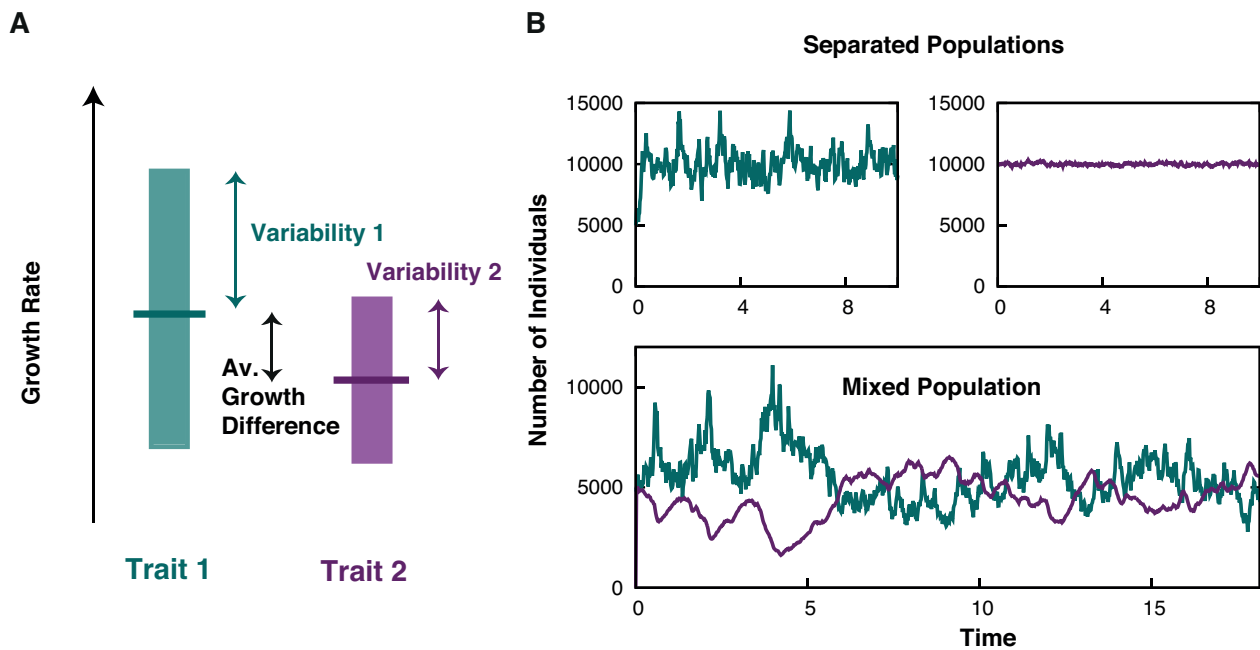 A
Growth Rate
Variability 1
Variability 2
Av.
Growth
Difference
Trait 1
Trait 2
B
Separated Populations
Number of Individuals
15000
10000
5000
0
0
4
8
15000
10000
5000
0
0
4
8
Mixed Population
10000
5000
0
0
5
10
15
Time